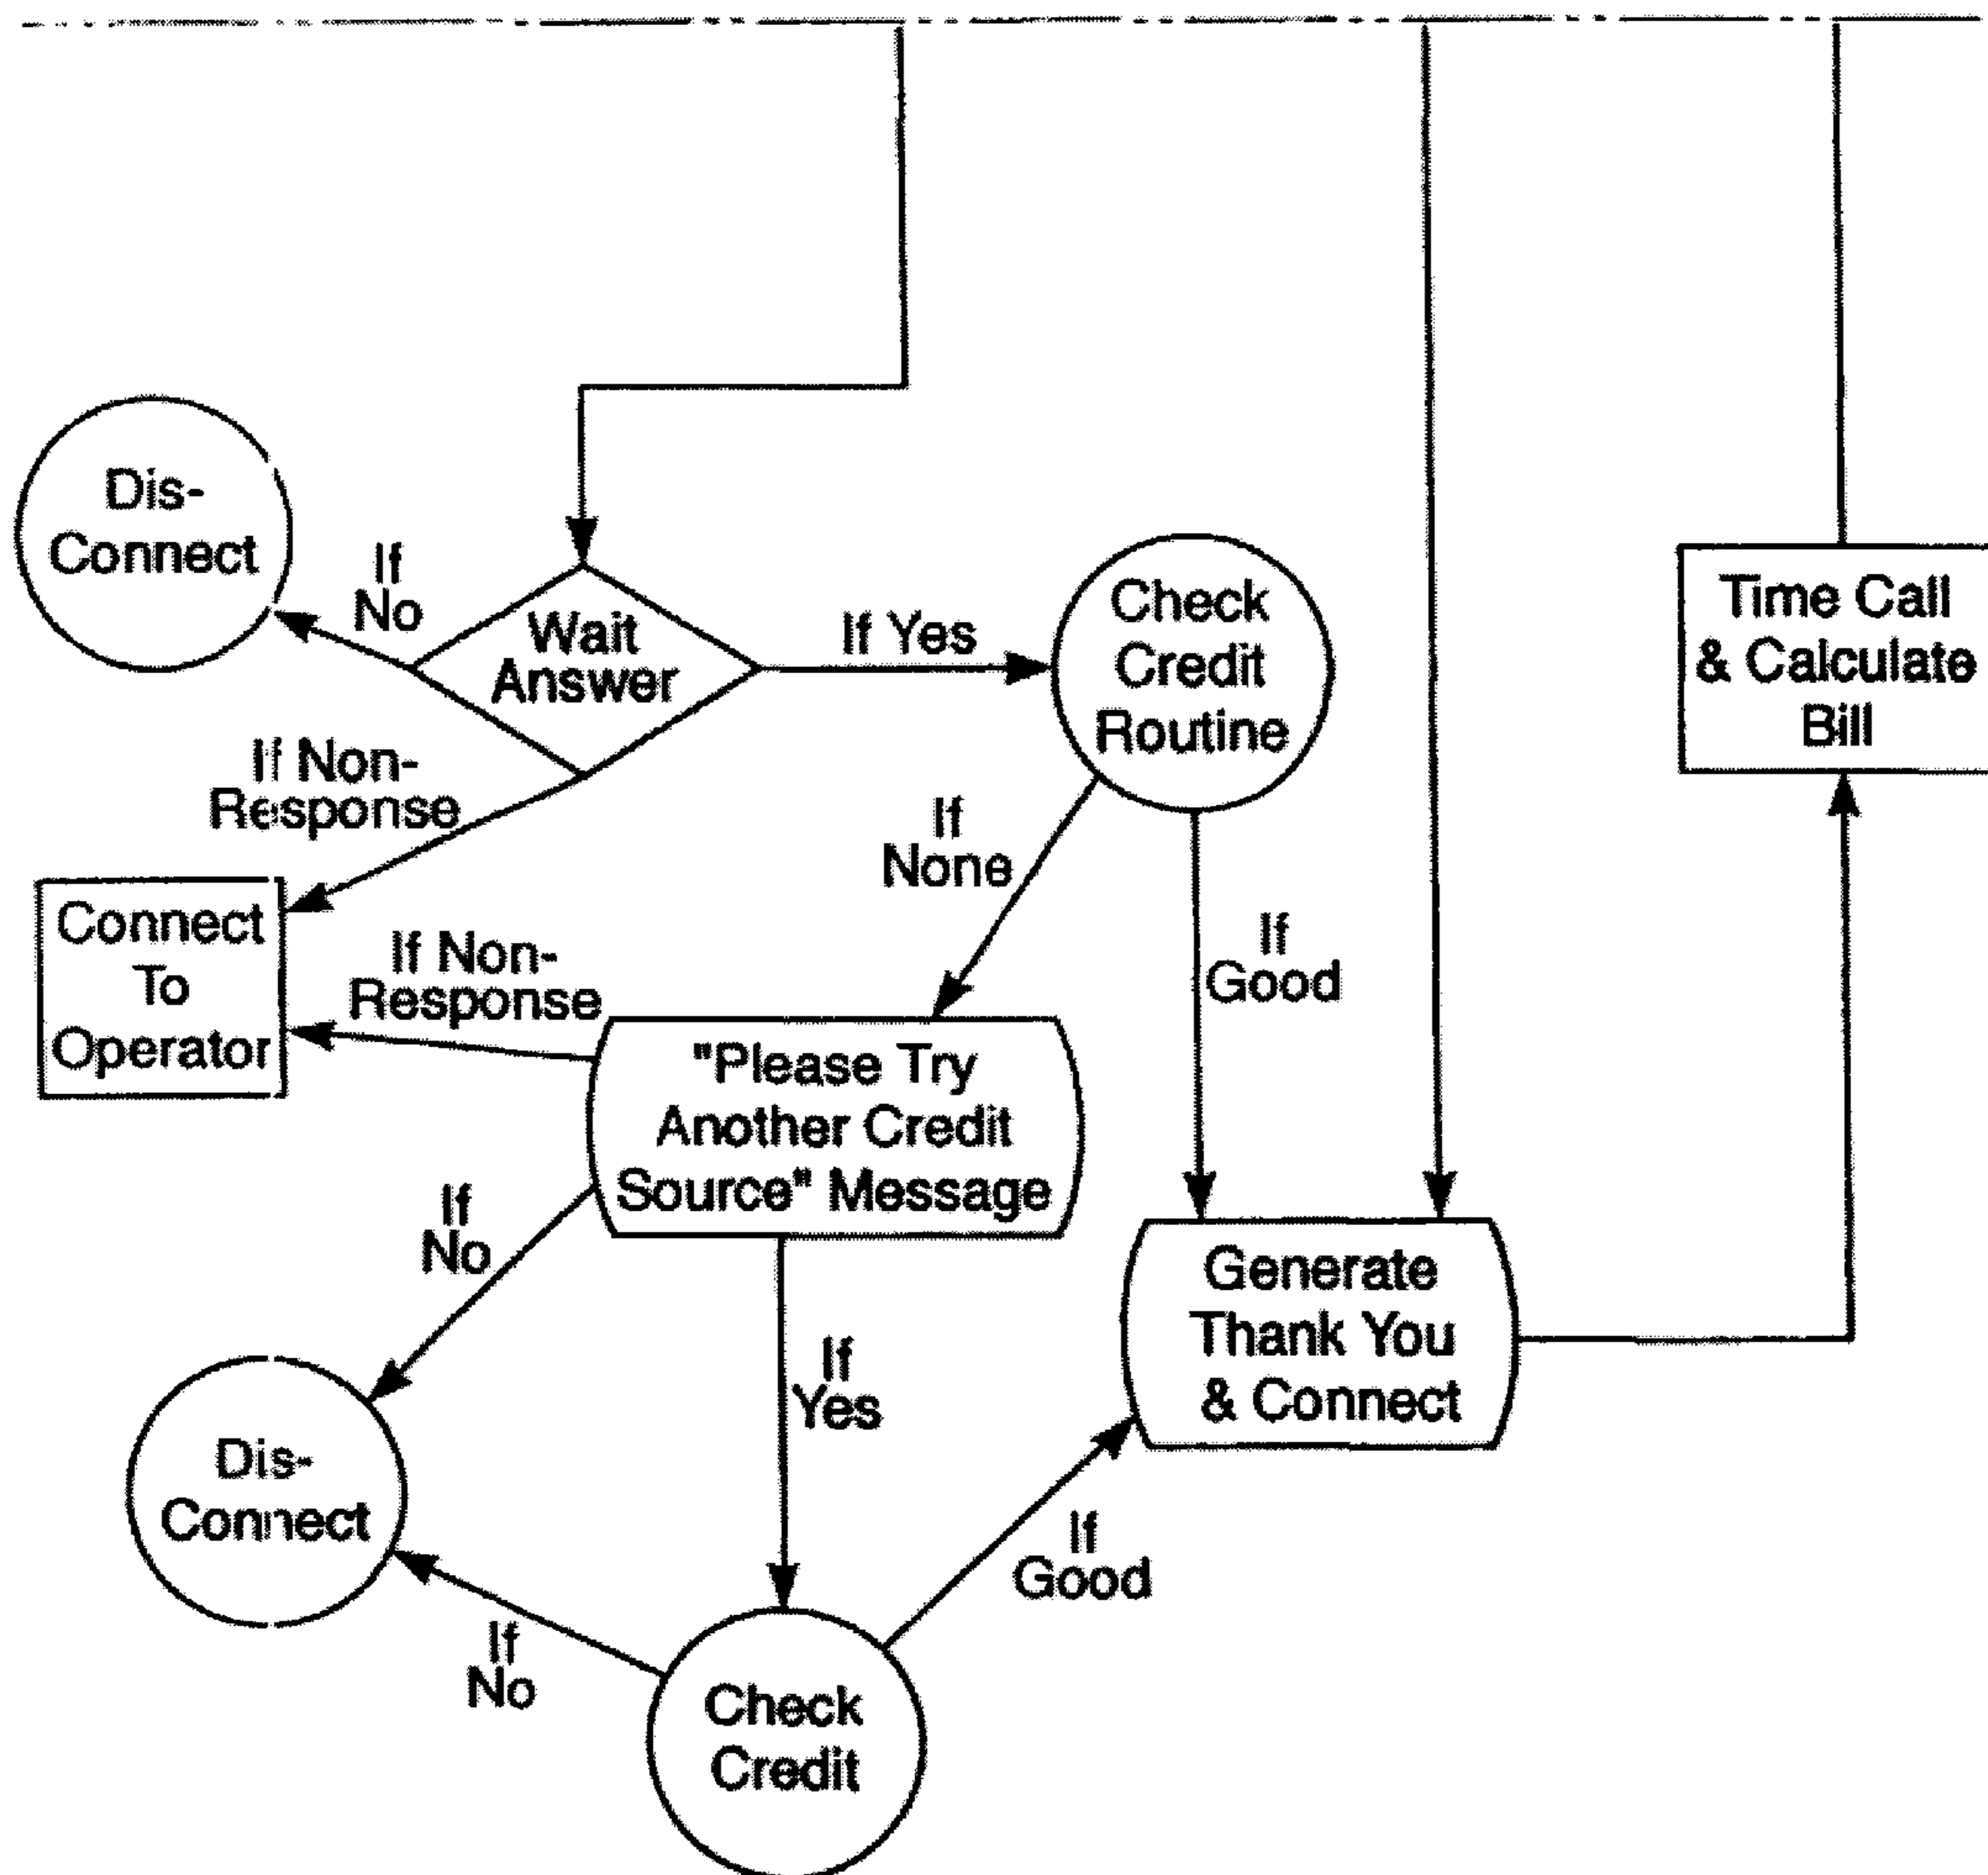 Dis-
Connect
If
No
Wait
Answer
If Yes
Check
Credit
Routine
Time Call
& Calculate
Bill
If Non-
Response
If
None
If
Good
Connect
To
Operator
If Non-
Response
"Please Try
Another Credit
Source" Message
If
No
If
Yes
Generate
Thank You
& Connect
Dis-
Connect
If
No
If
Good
Check
Credit